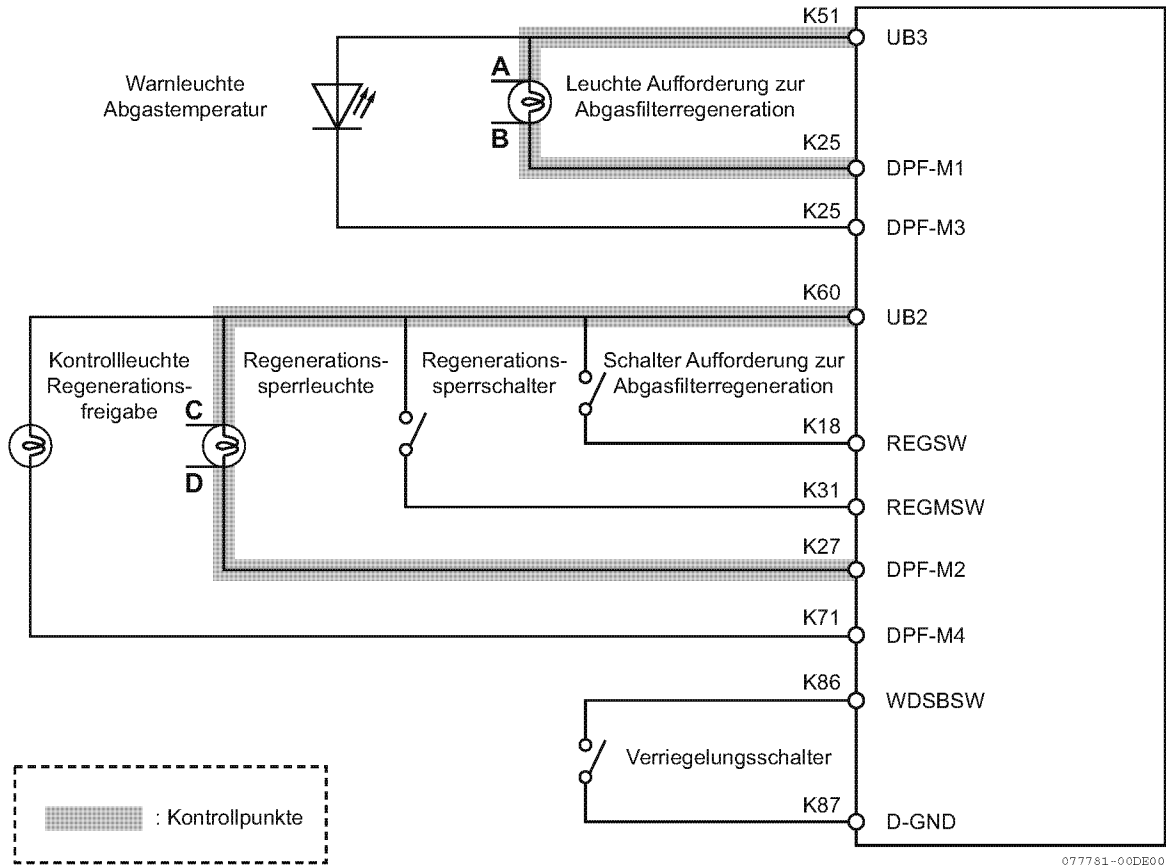 K51
UB3
Warnleuchte
Abgastemperatur
A
B
Leuchte Aufforderung zur
Abgasfilterregeneration
K25
DPF-M1
K25
DPF-M3
K60
UB2
Kontrollleuchte
Regenerations-
freigabe
C
D
Regenerations-
sperrleuchte
Regenerations-
sperrschalter
Schalter Aufforderung zur
Abgasfilterregeneration
K18
REGSW
K31
REGMSW
K27
DPF-M2
K71
DPF-M4
K86
WDSBSW
Verriegelungsschalter
K87
D-GND
: Kontrollpunkte
077781-00DE00